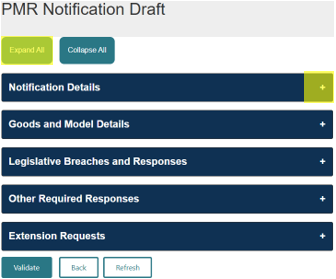 PMR Notification Draft
Expand All Collapse All
Notification Details +
Goods and Model Details +
Legislative Breaches and Responses +
Other Required Responses +
Extension Requests +
Validate Back Refresh